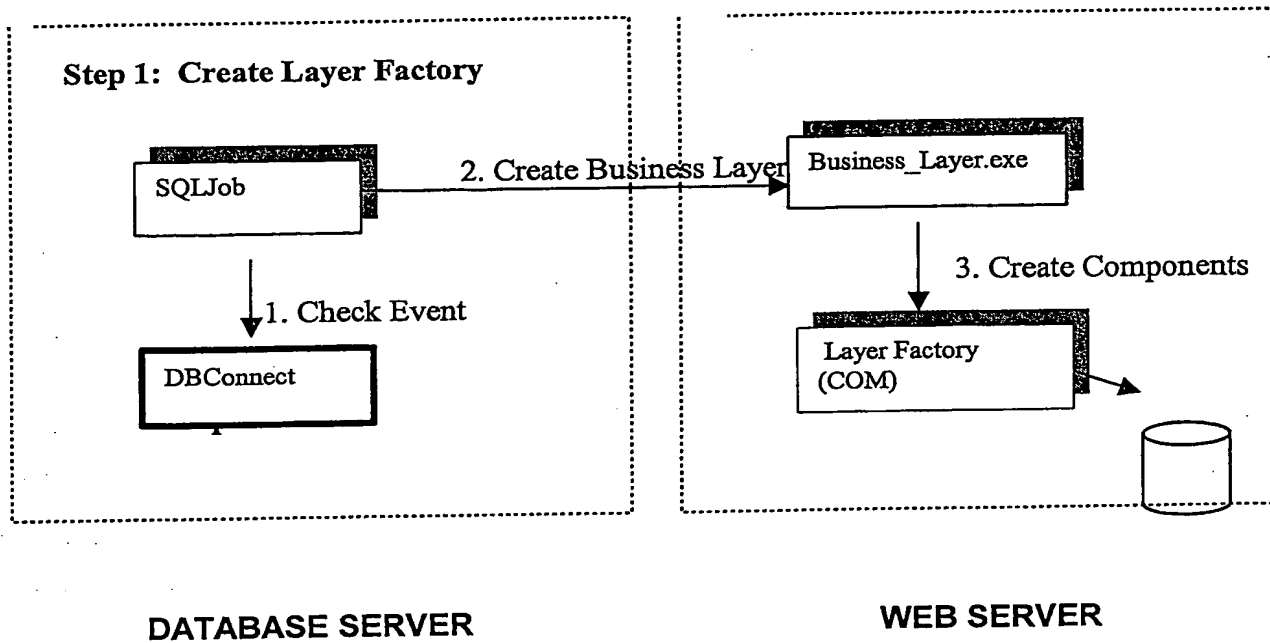 Step 1: Create Layer Factory
SQLJob
2. Create Business Layer
Business_Layer.exe
1. Check Event
3. Create Components
DBConnect
Layer Factory
(COM)
DATABASE SERVER
WEB SERVER